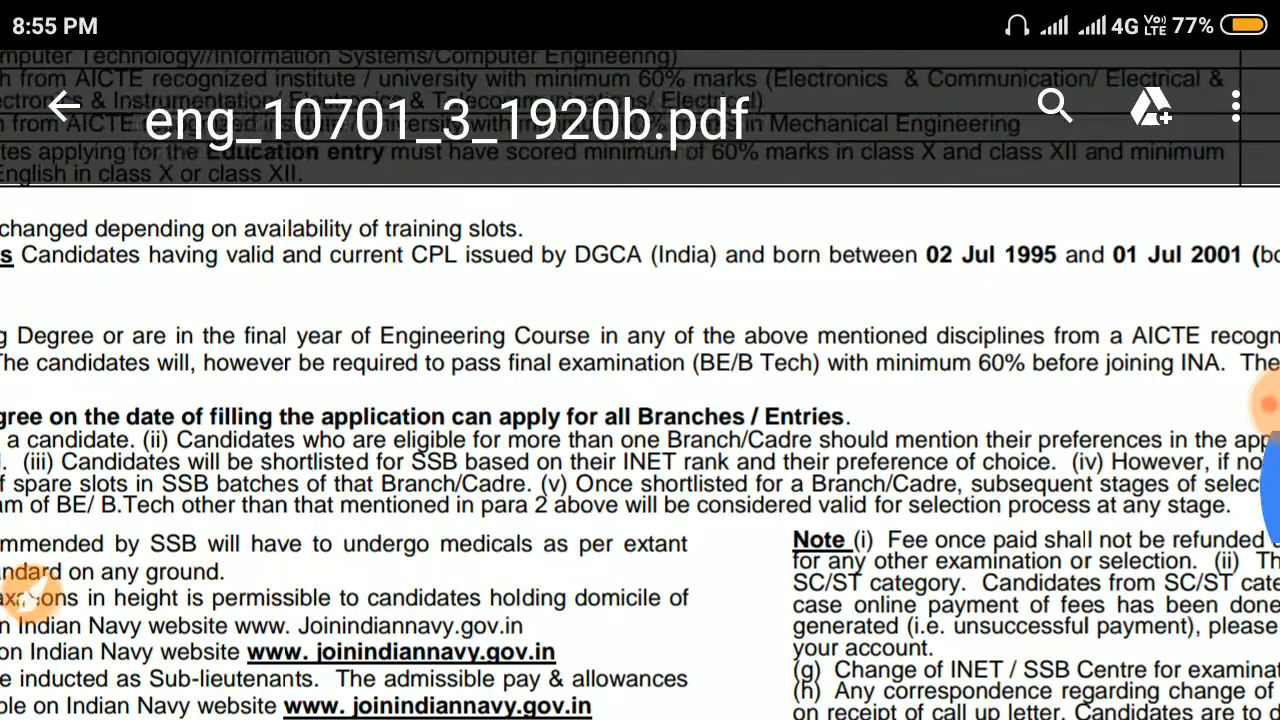 8:55 PM 4G VoI) LTE 77%
mputer Technology//Information Systems/Computer Engineering)
h from AICTE recognized institute / university with minimum 60% marks (Electronics & Communication/ Electrical &
ectronics & Instrumentation/ Electronics & Telecommunications/ Electrical)
eng_10701_3_1920b.pdf
n from AICTE in Mechanical Engineering
tes applying for the Education entry must have scored minimum of 60% marks in class X and class XII and minimum
English in class X or class XII.
changed depending on availability of training slots.
s Candidates having valid and current CPL issued by DGCA (India) and born between 02 Jul 1995 and 01 Jul 2001 (bo
g Degree or are in the final year of Engineering Course in any of the above mentioned disciplines from a AICTE recogn
The candidates will, however be required to pass final examination (BE/B Tech) with minimum 60% before joining INA. The
gree on the date of filling the application can apply for all Branches / Entries.
a candidate. (ii) Candidates who are eligible for more than one Branch/Cadre should mention their preferences in the app
. (iii) Candidates will be shortlisted for SSB based on their INET rank and their preference of choice. (iv) However, if no
f spare slots in SSB batches of that Branch/Cadre. (v) Once shortlisted for a Branch/Cadre, subsequent stages of selec
am of BE/ B.Tech other than that mentioned in para 2 above will be considered valid for selection process at any stage.
mmended by SSB will have to undergo medicals as per extant
ndard on any ground.
axations in height is permissible to candidates holding domicile of
n Indian Navy website www. Joinindiannavy.gov.in
on Indian Navy website www. joinindiannavy.gov.in
e inducted as Sub-lieutenants. The admissible pay & allowances
ble on Indian Navy website www. joinindiannavy.gov.in
Note (i) Fee once paid shall not be refunded
for any other examination or selection. (ii) Th
SC/ST category. Candidates from SC/ST cate
case online payment of fees has been done
generated (i.e. unsuccessful payment), please
your account.
(g) Change of INET / SSB Centre for examinat
(h) Any correspondence regarding change of
on receipt of call up letter. Candidates are to d